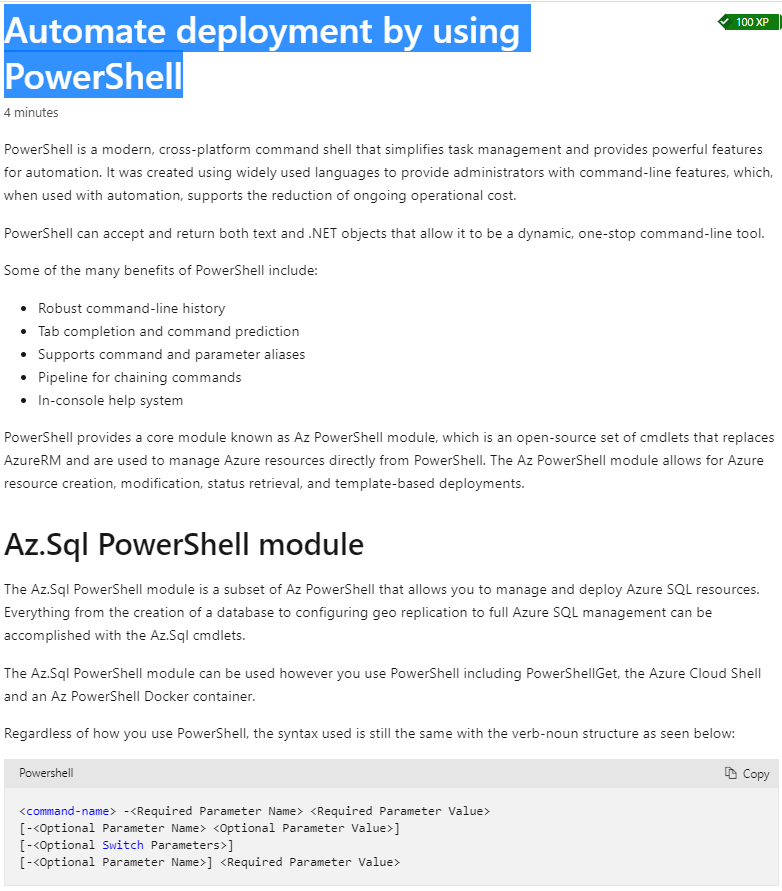 Automate deployment by using
100 XP
PowerShell
4 minutes
PowerShell is a modern, cross-platform command shell that simplifies task management and provides powerful features
for automation. It was created using widely used languages to provide administrators with command-line features, which,
when used with automation, supports the reduction of ongoing operational cost.
PowerShell can accept and return both text and .NET objects that allow it to be a dynamic, one-stop command-line tool.
Some of the many benefits of PowerShell include:
• Robust command-line history
• Tab completion and command prediction
• Supports command and parameter aliases
• Pipeline for chaining commands
• In-console help system
PowerShell provides a core module known as Az PowerShell module, which is an open-source set of cmdlets that replaces
AzureRM and are used to manage Azure resources directly from PowerShell. The Az PowerShell module allows for Azure
resource creation, modification, status retrieval, and template-based deployments.
Az.Sql PowerShell module
The Az.Sql PowerShell module is a subset of Az PowerShell that allows you to manage and deploy Azure SQL resources.
Everything from the creation of a database to configuring geo replication to full Azure SQL management can be
accomplished with the Az.Sql cmdlets.
The Az.Sql PowerShell module can be used however you use PowerShell including PowerShellGet, the Azure Cloud Shell
and an Az PowerShell Docker container.
Regardless of how you use PowerShell, the syntax used is still the same with the verb-noun structure as seen below:
Powershell
Copy
<command-name> -<Required Parameter Name> <Required Parameter Value>
[-<Optional Parameter Name> <Optional Parameter Value>]
[-<Optional Switch Parameters>]
[-<Optional Parameter Name>] <Required Parameter Value>